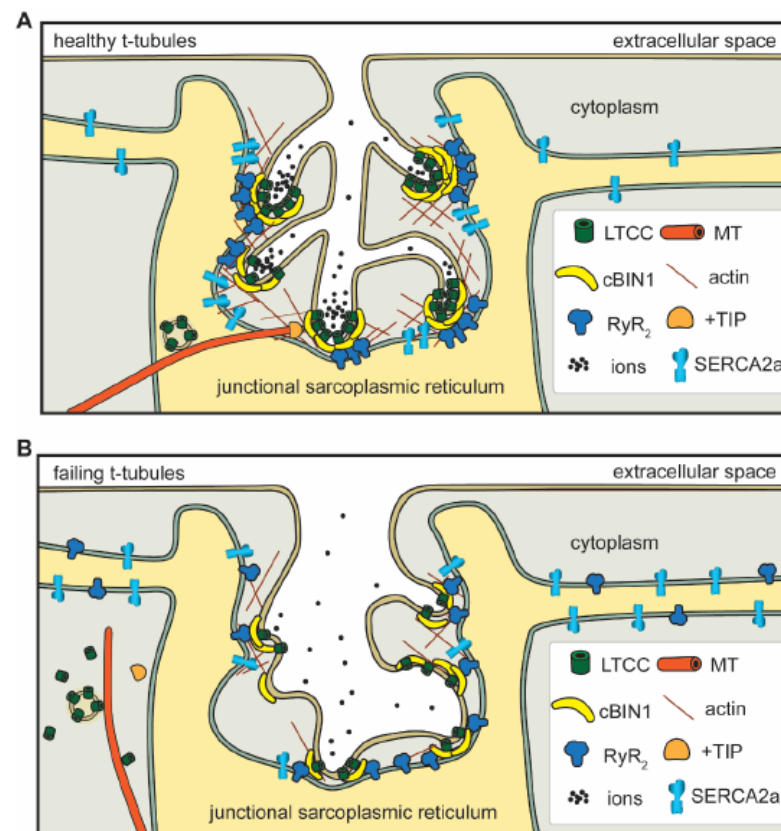 A
healthy t-tubules
extracellular space
cytoplasm
LTCC
MT
cBIN1
actin
RyR₂
+TIP
ions
SERCA2a
junctional sarcoplasmic reticulum
B
failing t-tubules
extracellular space
cytoplasm
LTCC
MT
cBIN1
actin
RyR₂
+TIP
ions
SERCA2a
junctional sarcoplasmic reticulum